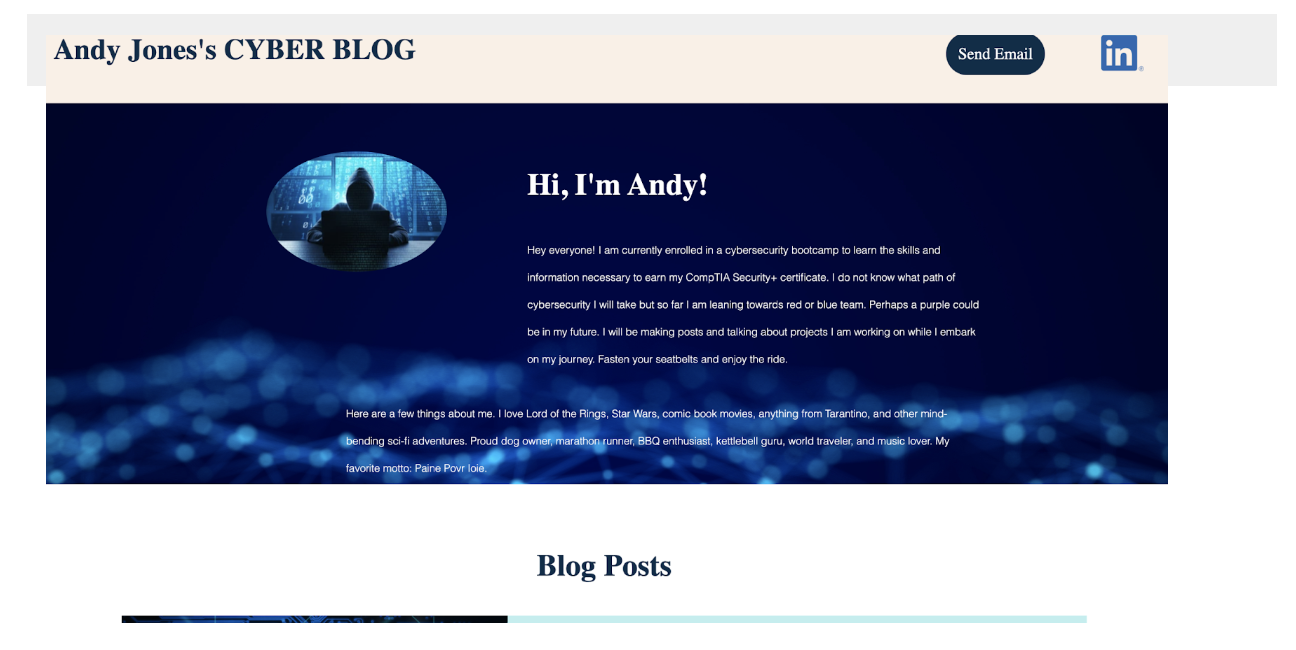 Andy Jones's CYBER BLOG
Send Email
in
Hi, I'm Andy!
Hey everyone! I am currently enrolled in a cybersecurity bootcamp to learn the skills and
information necessary to earn my CompTIA Security+ certificate. I do not know what path of
cybersecurity I will take but so far I am leaning towards red or blue team. Perhaps a purple could
be in my future. I will be making posts and talking about projects I am working on while I embark
on my journey. Fasten your seatbelts and enjoy the ride.
Here are a few things about me. I love Lord of the Rings, Star Wars, comic book movies, anything from Tarantino, and other mind-
bending sci-fi adventures. Proud dog owner, marathon runner, BBQ enthusiast, kettlebell guru, world traveler, and music lover. My
favorite motto: Paine Povr Ioie.
Blog Posts